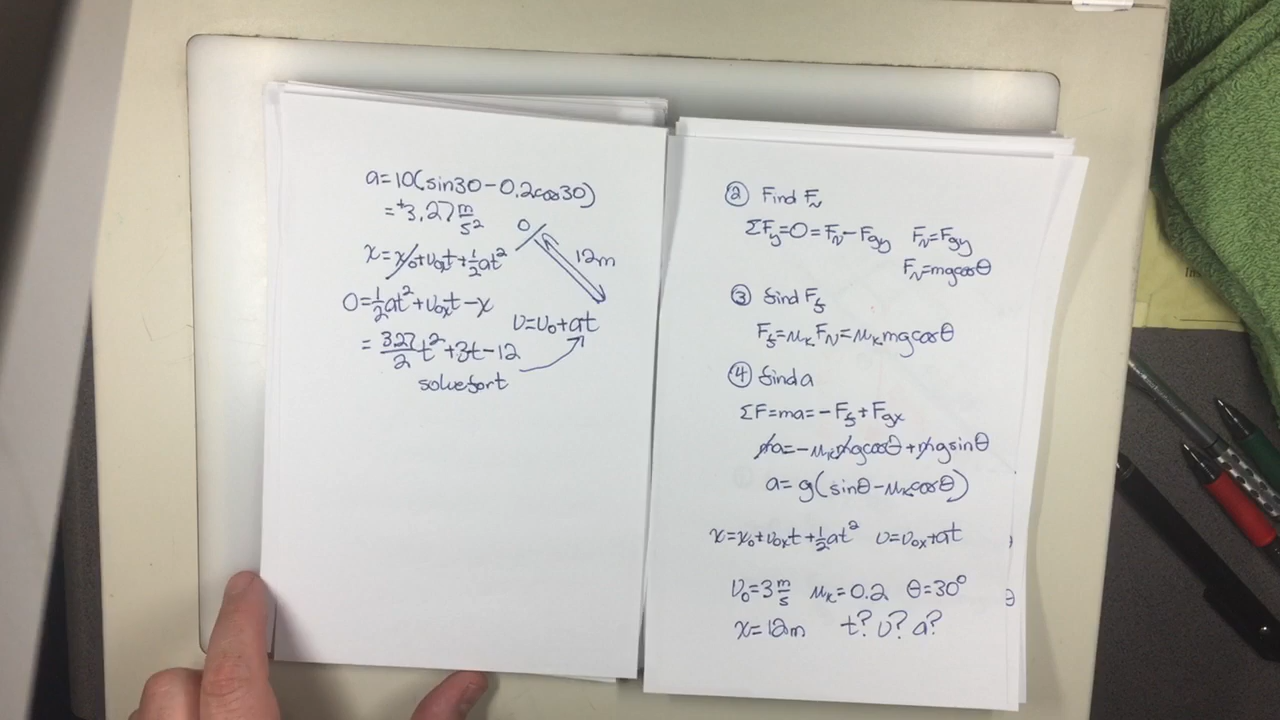 a=10(sin30-0.2cos30)
=+3.27 m/s²
0
12m
x=x₀+v₀ₓt+½at²
0=½at²+v₀ₓt-x
v=v₀+at
=3.27/2 t²+3t-12
solve for t
② Find F_N
ΣF_y=0=F_N-F_gy F_N=F_gy
F_N=mgcosθ
③ find F_f
F_f=μ_kF_N=μ_kmgcosθ
④ find a
ΣF=ma=-F_f+F_gx
ma=-μ_kmgcosθ+mgsinθ
a=g(sinθ-μ_kcosθ)
x=x₀+v₀ₓt+½at² v=v₀ₓ+at
v₀=3 m/s μ_k=0.2 θ=30°
x=12m t? v? a?
θ